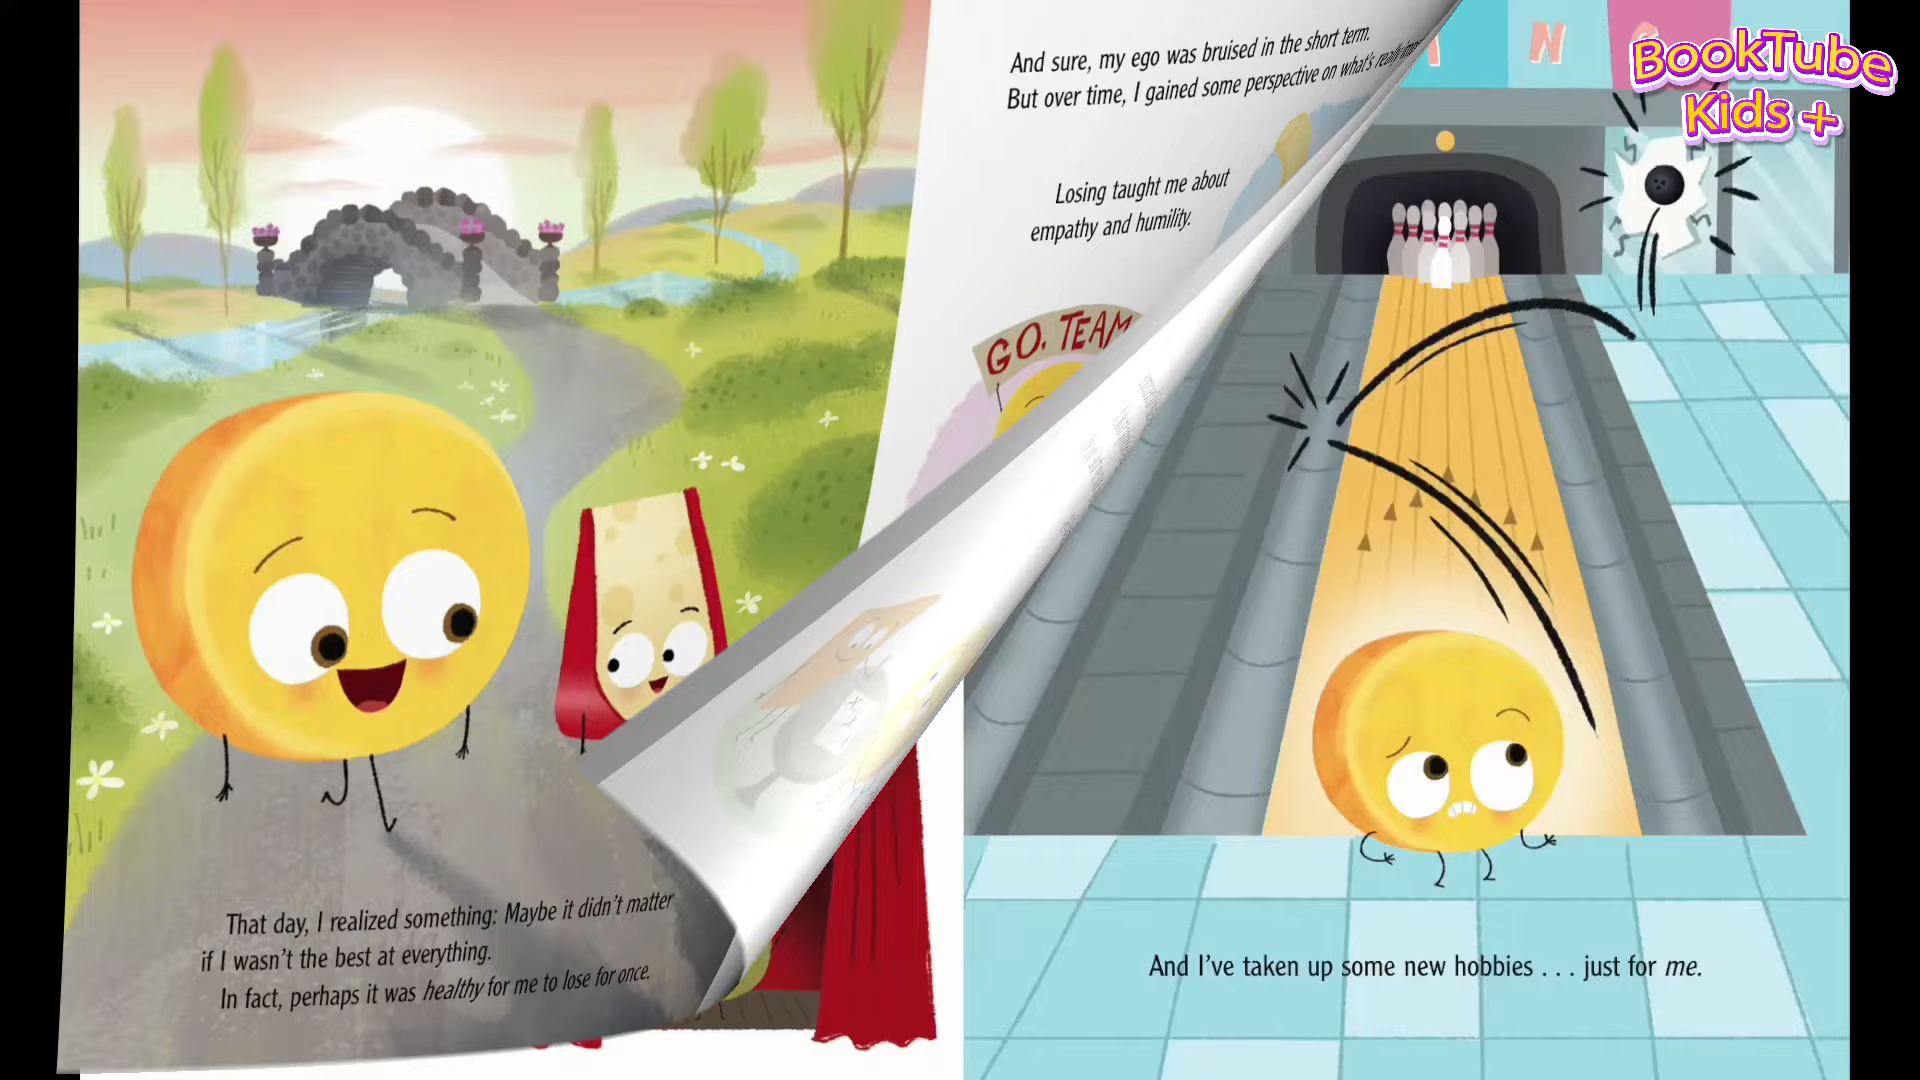 And sure, my ego was bruised in the short term.
But over time, I gained some perspective on what's really
Losing taught me about
empathy and humility.
GO, TEAM
N
BookTube
Kids +
That day, I realized something: Maybe it didn't matter
if I wasn't the best at everything.
In fact, perhaps it was healthy for me to lose for once.
And I've taken up some new hobbies . . . just for me.